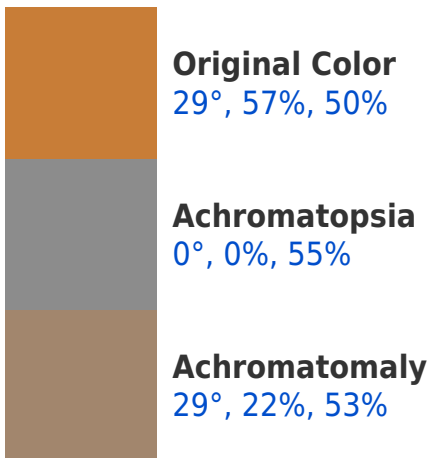 Original Color
29°, 57%, 50%
Achromatopsia
0°, 0%, 55%
Achromatomaly
29°, 22%, 53%